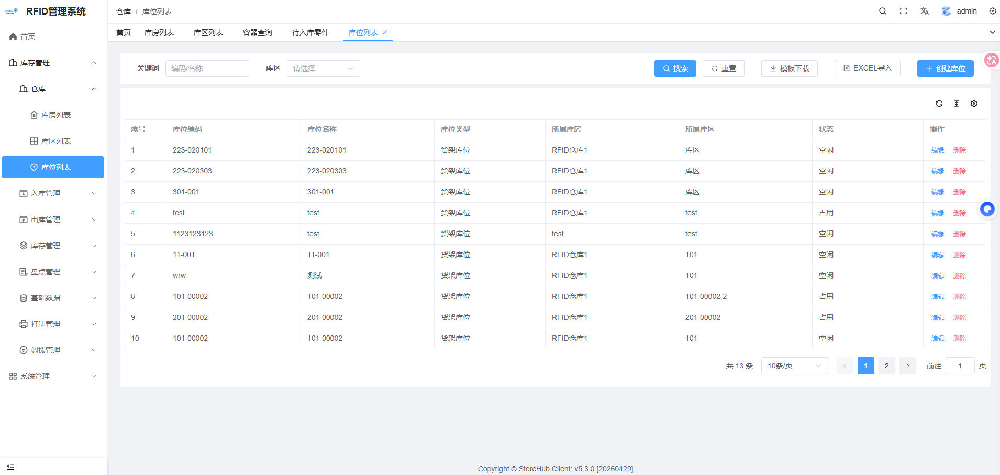 RFID管理系统
仓库 / 库位列表
admin
首页 库房列表 库区列表 容器查询 待入库零件 库位列表
首页
库存管理
仓库
库房列表
库区列表
库位列表
入库管理
出库管理
库存管理
盘点管理
基础数据
打印管理
调拨管理
系统管理
关键词 编码/名称 库区 请选择 搜索 重置 模板下载 EXCEL导入 创建库位
序号 库位编码 库位名称 库位类型 所属库房 所属库区 状态 操作
1 223-020101 223-020101 货架库位 RFID仓库1 库区 空闲 编辑 删除
2 223-020303 223-020303 货架库位 RFID仓库1 库区 空闲 编辑 删除
3 301-001 301-001 货架库位 RFID仓库1 库区 空闲 编辑 删除
4 test test 货架库位 RFID仓库1 test 占用 编辑 删除
5 1123123123 test 货架库位 test test 空闲 编辑 删除
6 11-001 11-001 货架库位 RFID仓库1 101 空闲 编辑 删除
7 wrw 测试 货架库位 RFID仓库1 101 空闲 编辑 删除
8 101-00002 101-00002 货架库位 RFID仓库1 101-00002-2 占用 编辑 删除
9 201-00002 201-00002 货架库位 RFID仓库1 201-00002 占用 编辑 删除
10 101-00002 101-00002 货架库位 RFID仓库1 101 空闲 编辑 删除
共 13 条 10条/页 1 2 前往 1 页
Copyright © StoreHub Client: v5.3.0 [20260429]